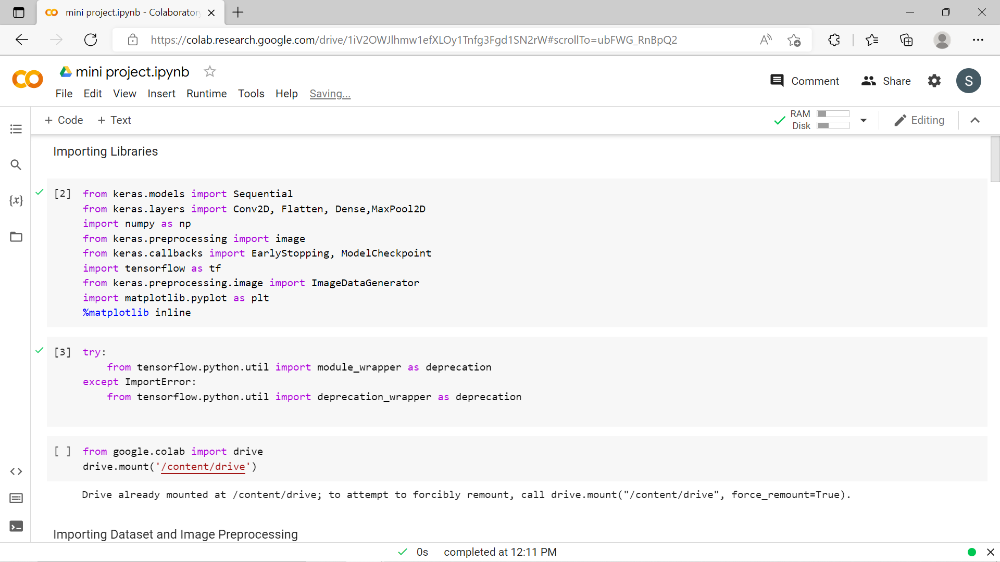 mini project.ipynb - Colaboratory
https://colab.research.google.com/drive/1iV2OWJlhmw1efXLOy1Tnfg3Fgd1SN2rW#scrollTo=ubFWG_RnBpQ2
mini project.ipynb
Comment
Share
S
File Edit View Insert Runtime Tools Help Saving...
+ Code + Text
RAM
Disk
Editing
Importing Libraries
{x}
[2] from keras.models import Sequential
from keras.layers import Conv2D, Flatten, Dense,MaxPool2D
import numpy as np
from keras.preprocessing import image
from keras.callbacks import EarlyStopping, ModelCheckpoint
import tensorflow as tf
from keras.preprocessing.image import ImageDataGenerator
import matplotlib.pyplot as plt
%matplotlib inline
[3] try:
    from tensorflow.python.util import module_wrapper as deprecation
except ImportError:
    from tensorflow.python.util import deprecation_wrapper as deprecation
[ ] from google.colab import drive
drive.mount('/content/drive')
Drive already mounted at /content/drive; to attempt to forcibly remount, call drive.mount("/content/drive", force_remount=True).
Importing Dataset and Image Preprocessing
0s completed at 12:11 PM